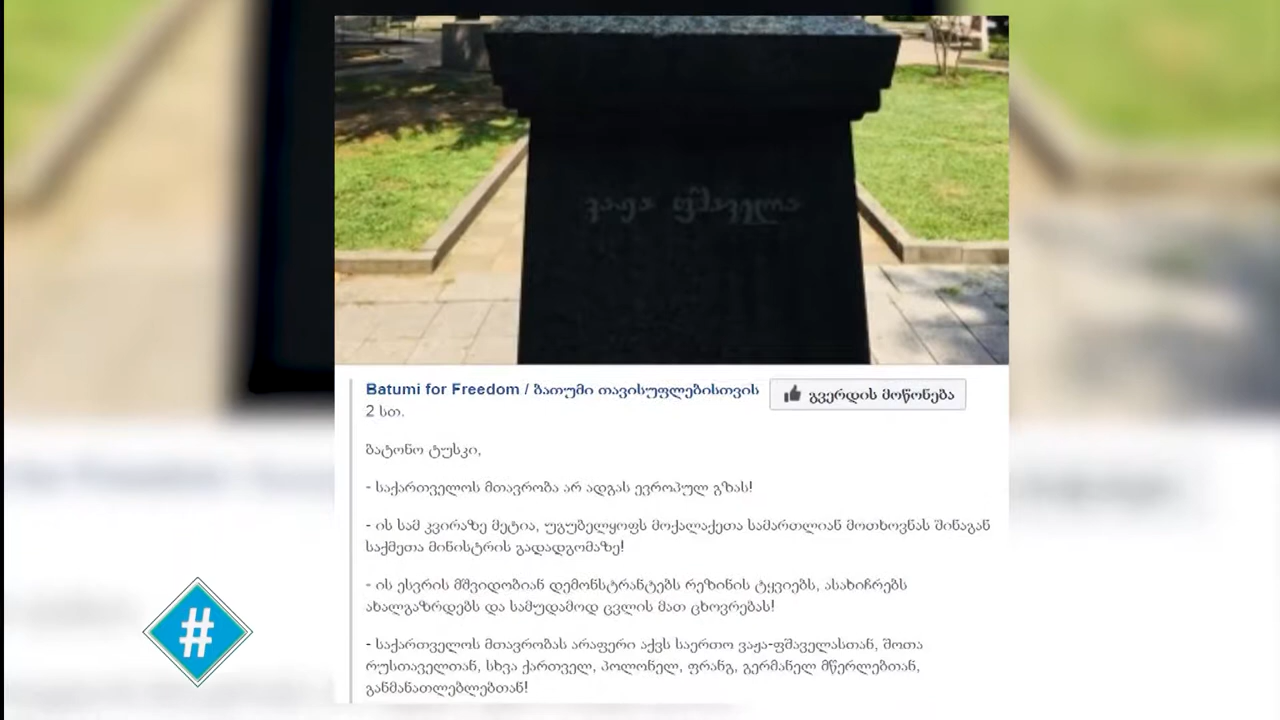 ვაჟა ფშაველა
Batumi for Freedom / ბათუმი თავისუფლებისთვის
გვერდის მოწონება
2 სთ.
ბატონო ტუსკი,
- საქართველოს მთავრობა არ ადგას ევროპულ გზას!
- ის სამ კვირაზე მეტია, უგუბელყოფს მოქალაქეთა სამართლიან მოთხოვნას შინაგან
საქმეთა მინისტრის გადადგომაზე!
- ის ესვრის მშვიდობიან დემონსტრანტებს რეზინის ტყვიებს, ასახიჩრებს
ახალგაზრდებს და სამუდამოდ ცვლის მათ ცხოვრებას!
- საქართველოს მთავრობას არაფერი აქვს საერთო ვაჟა-ფშაველასთან, შოთა
რუსთაველთან, სხვა ქართველ, პოლონელ, ფრანგ, გერმანელ მწერლებთან,
განმანათლებლებთან!
#